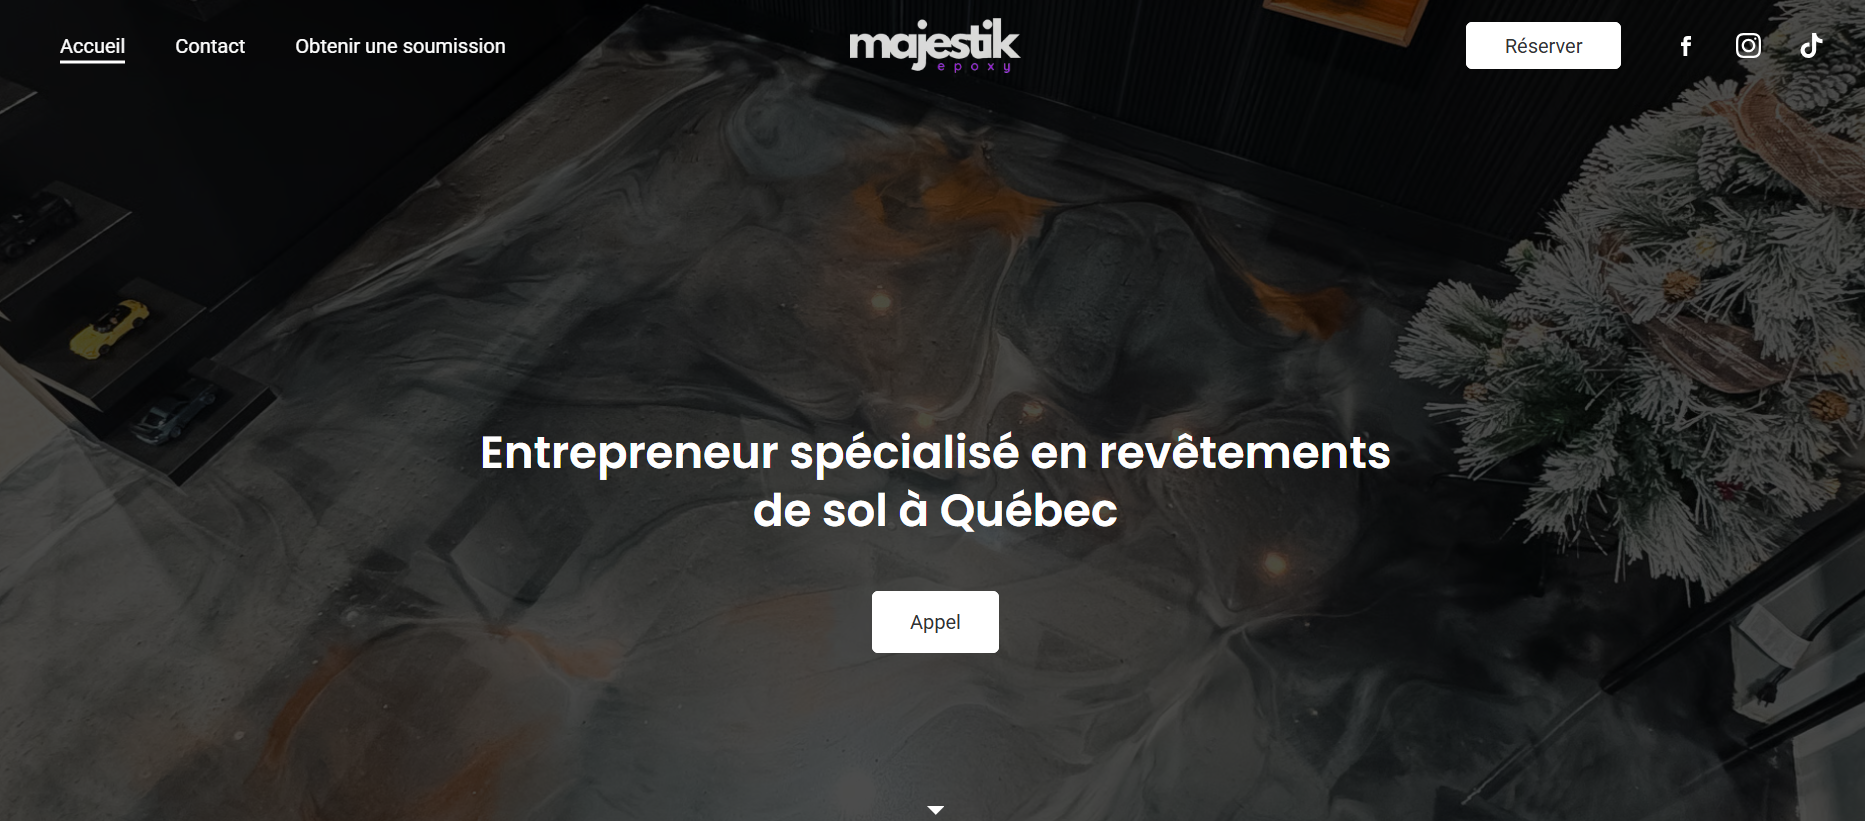 Accueil
Contact
Obtenir une soumission
majestik
epoxy
Réserver
Entrepreneur spécialisé en revêtements
de sol à Québec
Appel